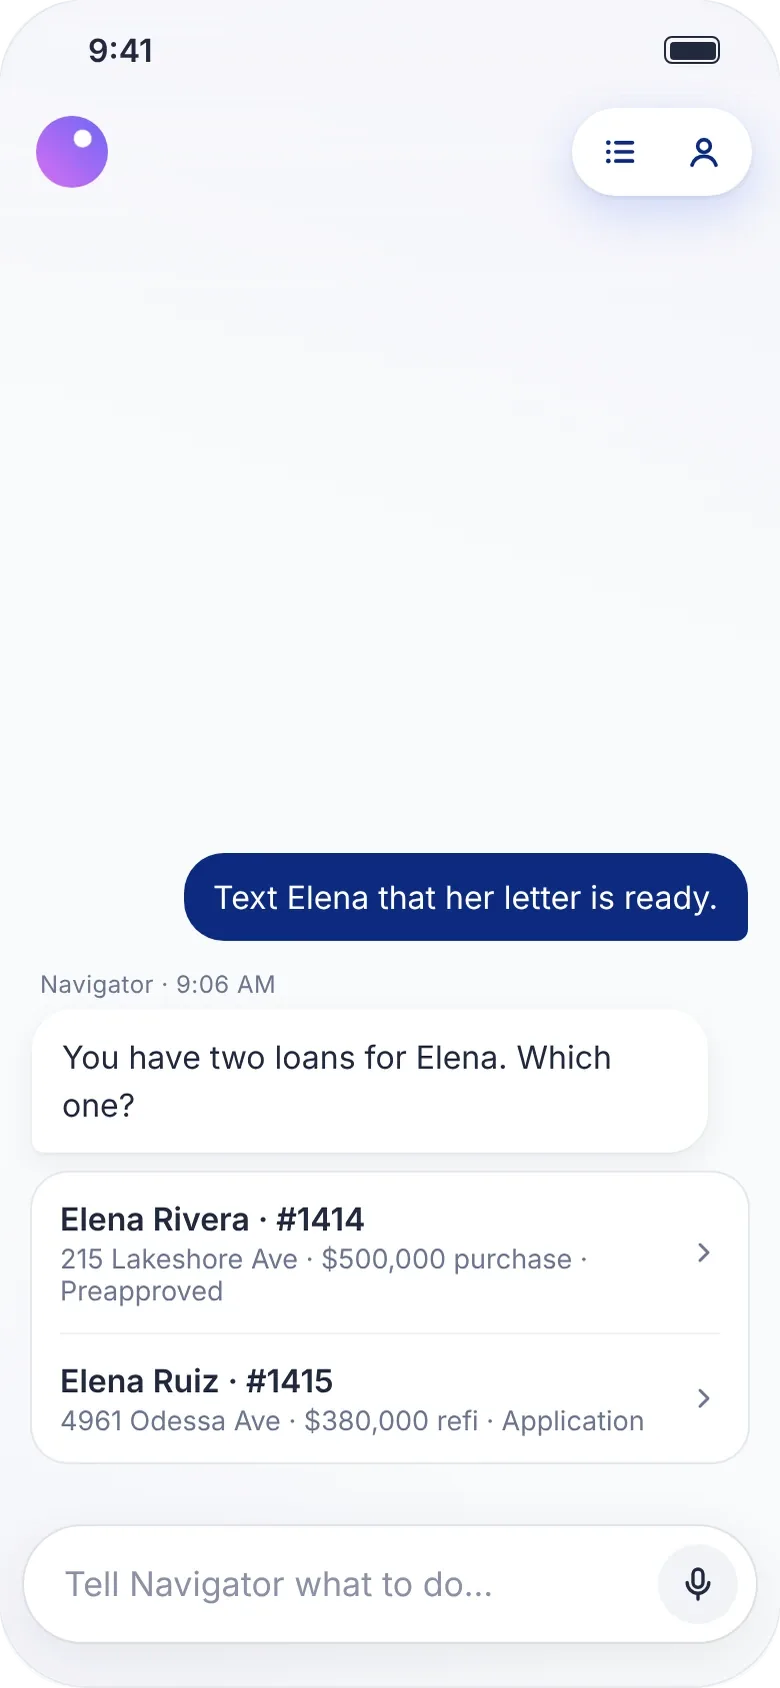 9:41
Text Elena that her letter is ready.
Navigator · 9:06 AM
You have two loans for Elena. Which
one?
Elena Rivera · #1414
215 Lakeshore Ave · $500,000 purchase ·
Preapproved
Elena Ruiz · #1415
4961 Odessa Ave · $380,000 refi · Application
Tell Navigator what to do...